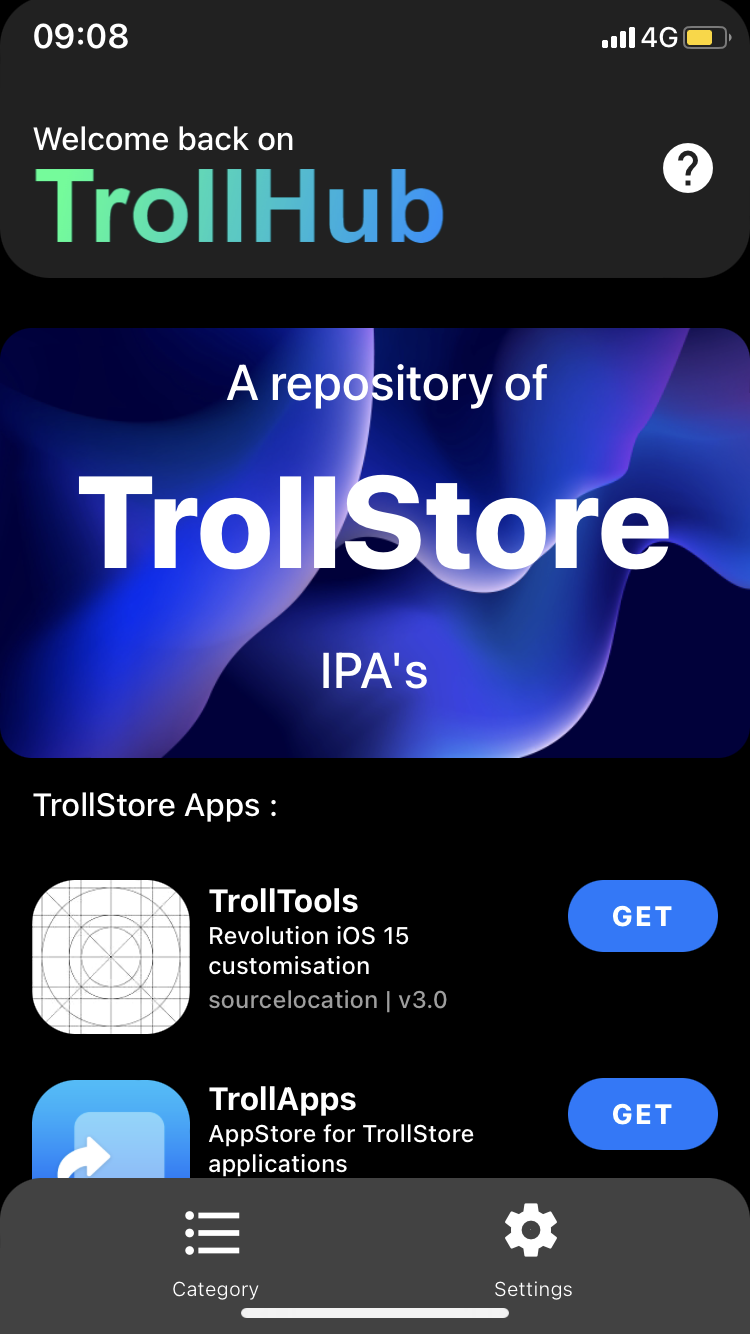 09:08
4G
Welcome back on
TrollHub
?
A repository of
TrollStore
IPA's
TrollStore Apps :
TrollTools
GET
Revolution iOS 15
customisation
sourcelocation | v3.0
TrollApps
GET
AppStore for TrollStore
applications
Category
Settings